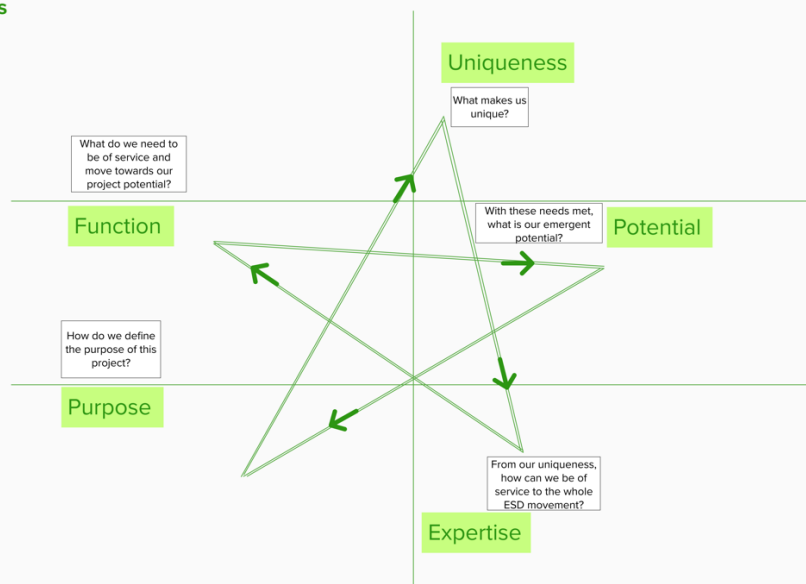 s
Uniqueness
What makes us
unique?
What do we need to
be of service and
move towards our
project potential?
Function
With these needs met,
what is our emergent
potential?
Potential
How do we define
the purpose of this
project?
Purpose
From our uniqueness,
how can we be of
service to the whole
ESD movement?
Expertise